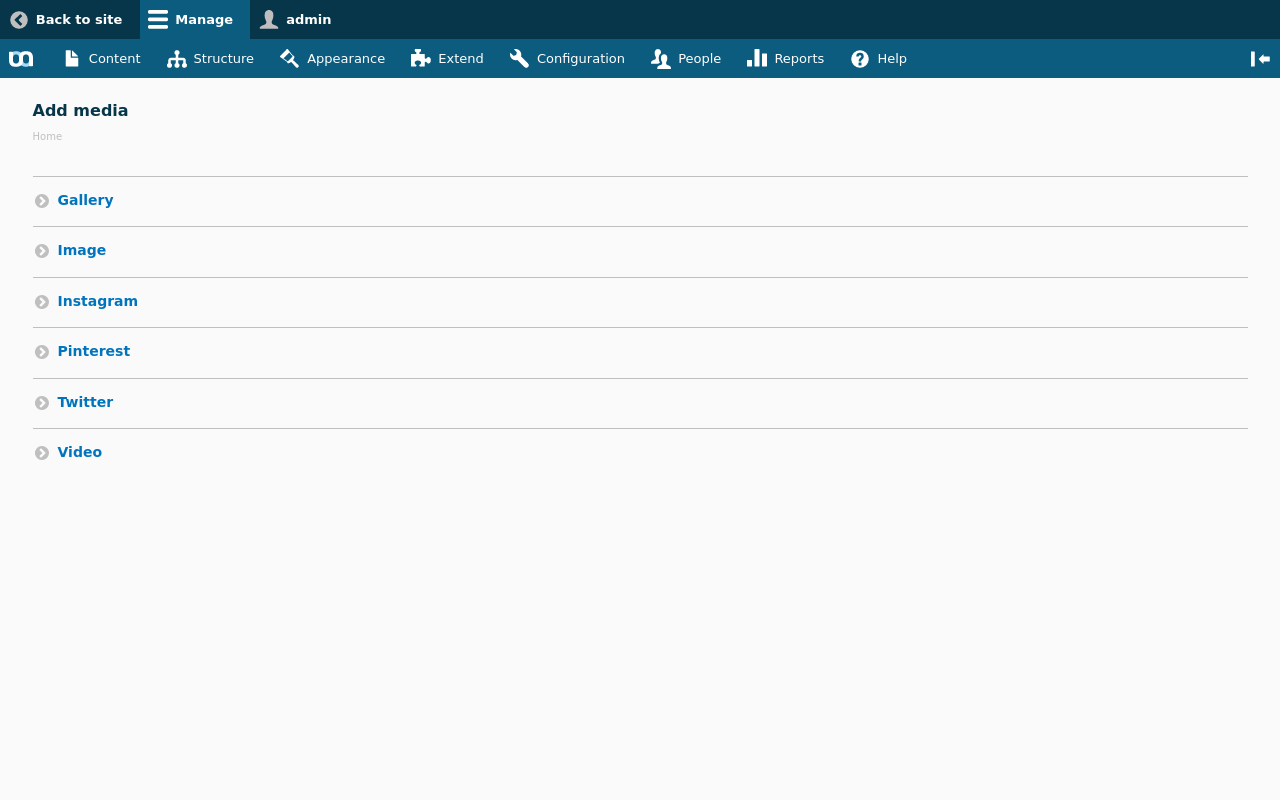 Back to site Manage admin
Content Structure Appearance Extend Configuration People Reports Help
Add media
Home
Gallery
Image
Instagram
Pinterest
Twitter
Video